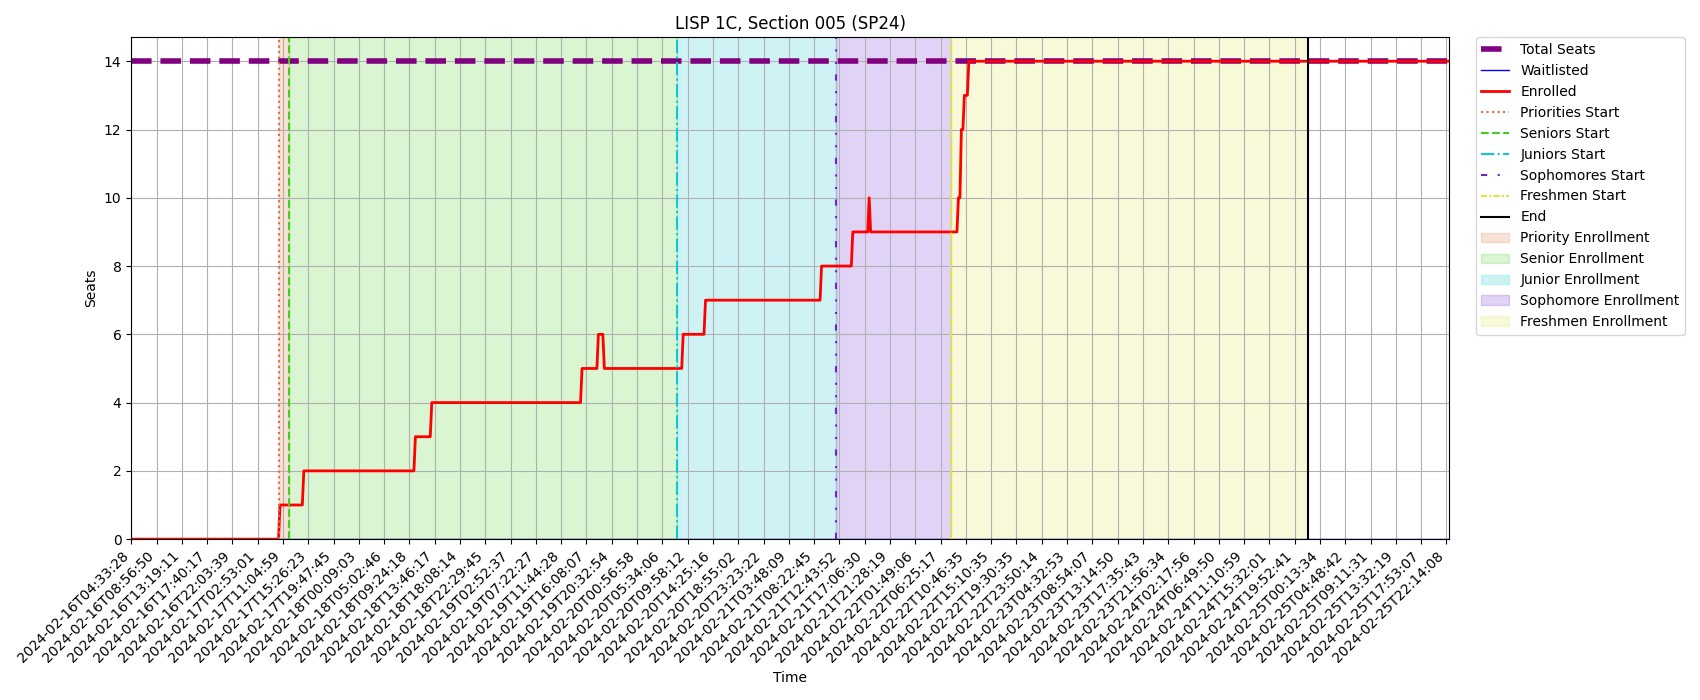 LISP 1C, Section 005 (SP24)
Seats
14
12
10
8
6
4
2
0
2024-02-16T04:33:28
2024-02-16T08:56:50
2024-02-16T13:19:11
2024-02-16T17:40:17
2024-02-16T22:03:39
2024-02-17T02:53:01
2024-02-17T11:04:59
2024-02-17T15:26:23
2024-02-17T19:47:45
2024-02-18T00:09:03
2024-02-18T05:02:46
2024-02-18T09:24:18
2024-02-18T13:46:17
2024-02-18T18:08:14
2024-02-18T22:29:45
2024-02-19T02:52:37
2024-02-19T07:22:27
2024-02-19T11:44:28
2024-02-19T16:08:07
2024-02-19T20:32:54
2024-02-20T00:56:58
2024-02-20T05:34:06
2024-02-20T09:58:12
2024-02-20T14:25:16
2024-02-20T18:55:02
2024-02-20T23:23:22
2024-02-21T03:48:09
2024-02-21T08:22:45
2024-02-21T12:43:52
2024-02-21T17:06:30
2024-02-21T21:28:19
2024-02-22T01:49:06
2024-02-22T06:25:17
2024-02-22T10:46:35
2024-02-22T15:10:35
2024-02-22T19:30:35
2024-02-22T23:50:14
2024-02-23T04:32:53
2024-02-23T08:54:07
2024-02-23T13:14:50
2024-02-23T17:35:43
2024-02-23T21:56:34
2024-02-24T02:17:56
2024-02-24T06:49:50
2024-02-24T11:10:59
2024-02-24T15:32:01
2024-02-24T19:52:41
2024-02-25T00:13:34
2024-02-25T04:48:42
2024-02-25T09:11:31
2024-02-25T13:32:19
2024-02-25T17:53:07
2024-02-25T22:14:08
Time
Total Seats
Waitlisted
Enrolled
Priorities Start
Seniors Start
Juniors Start
Sophomores Start
Freshmen Start
End
Priority Enrollment
Senior Enrollment
Junior Enrollment
Sophomore Enrollment
Freshmen Enrollment